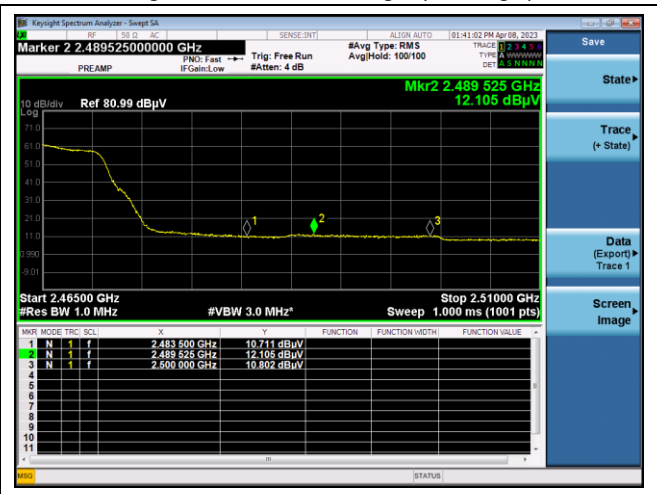 Keysight Spectrum Analyzer - Swept SA
RF 50 Ω AC SENSE:INT ALIGN AUTO 01:41:02 PM Apr 08, 2023
Marker 2 2.489525000000 GHz
PREAMP
PNO: Fast
IFGain:Low
Trig: Free Run
#Atten: 4 dB
#Avg Type: RMS
Avg|Hold: 100/100
TRACE 1 2 3 4 5 6
TYPE A WWWWW
DET A S N N N N
Mkr2 2.489 525 GHz
12.105 dBµV
10 dB/div Ref 80.99 dBµV
Log
71.0
61.0
51.0
41.0
31.0
21.0
11.0
0.990
-9.01
1
2
3
Start 2.46500 GHz
Stop 2.51000 GHz
#Res BW 1.0 MHz
#VBW 3.0 MHz*
Sweep 1.000 ms (1001 pts)
MKR MODE TRC SCL X Y FUNCTION FUNCTION WIDTH FUNCTION VALUE
1 N 1 f 2.483 500 GHz 10.711 dBµV
2 N 1 f 2.489 525 GHz 12.105 dBµV
3 N 1 f 2.500 000 GHz 10.802 dBµV
4
5
6
7
8
9
10
11
MSG
STATUS
Save
State
Trace
(+ State)
Data
(Export)
Trace 1
Screen
Image